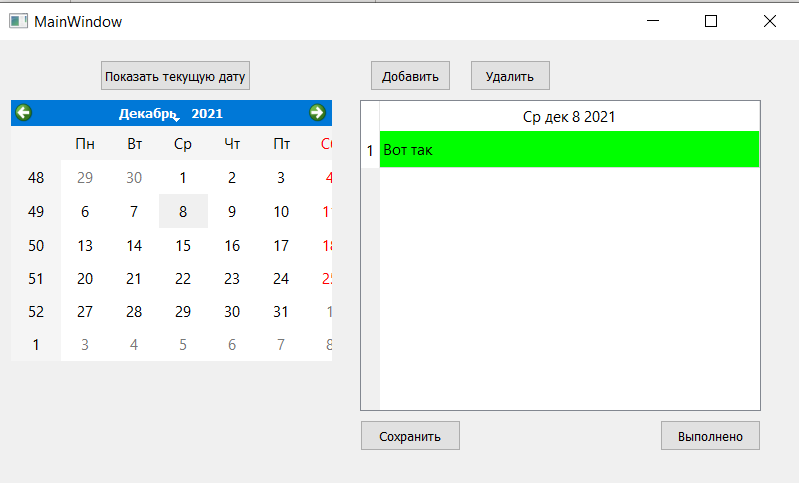 MainWindow
Показать текущую дату
Добавить Удалить
Декабрь 2021
Пн Вт Ср Чт Пт
48 29 30 1 2 3 4
49 6 7 8 9 10
50 13 14 15 16 17 18
51 20 21 22 23 24 25
52 27 28 29 30 31 1
1 3 4 5 6 7 8
Ср дек 8 2021
1 Вот так
Сохранить Выполнено